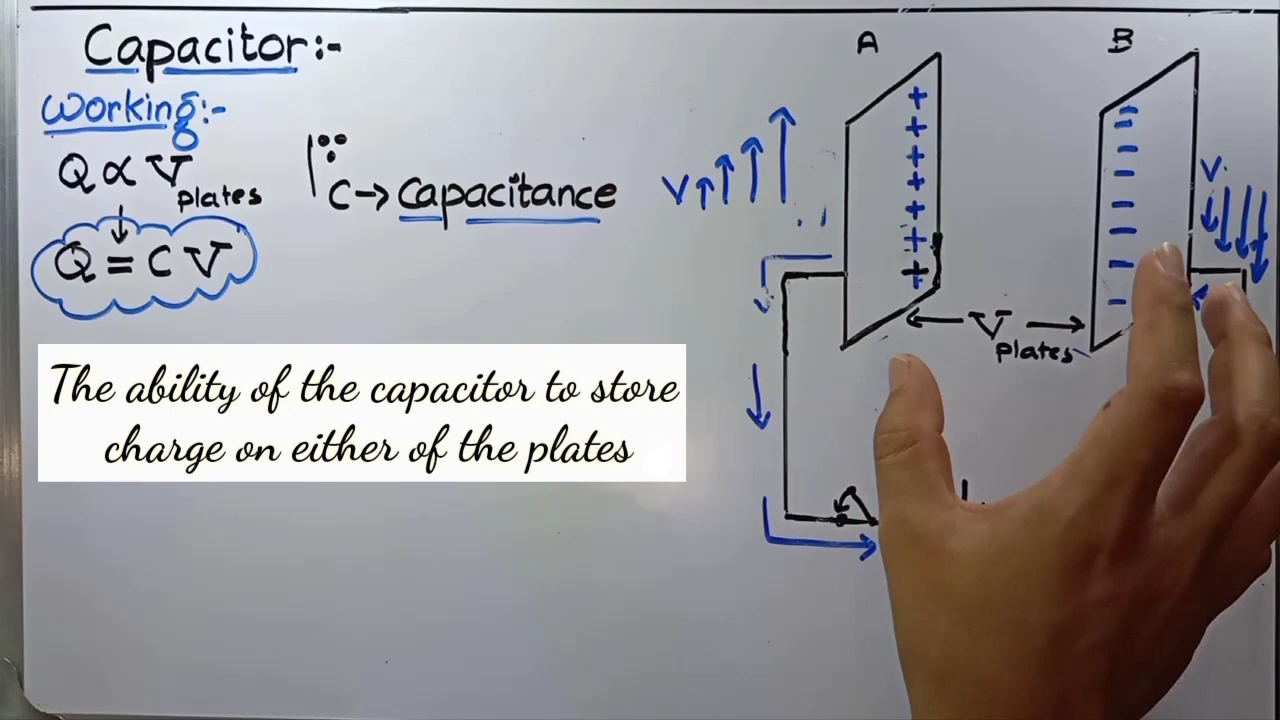 Capacitor:-
Working:-
Q ∝ V plates
Q = C V
C → capacitance
The ability of the capacitor to store
charge on either of the plates
A
B
+ + + + + + +
V
V
← V plates →